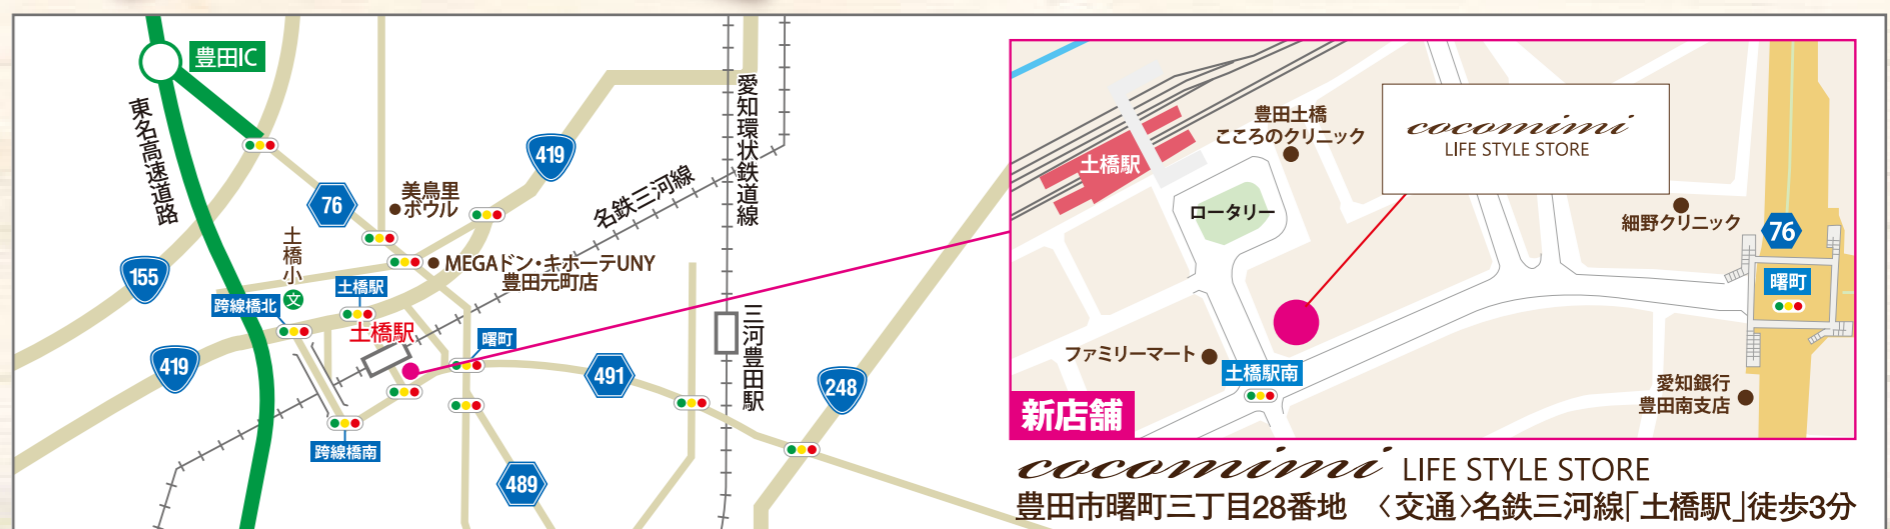 豊田IC
東名高速道路
419
愛知環状鉄道線
76
美鳥里
ボウル
名鉄三河線
土橋小
文
MEGAドン・キホーテUNY
豊田元町店
155
土橋駅
跨線橋北
土橋駅
曙町
三河豊田駅
419
491
248
跨線橋南
489
豊田土橋
こころのクリニック
cocomimi
LIFE STYLE STORE
土橋駅
ロータリー
細野クリニック
76
曙町
ファミリーマート
土橋駅南
愛知銀行
豊田南支店
新店舗
cocomimi LIFE STYLE STORE
豊田市曙町三丁目28番地 〈交通〉名鉄三河線「土橋駅」徒歩3分